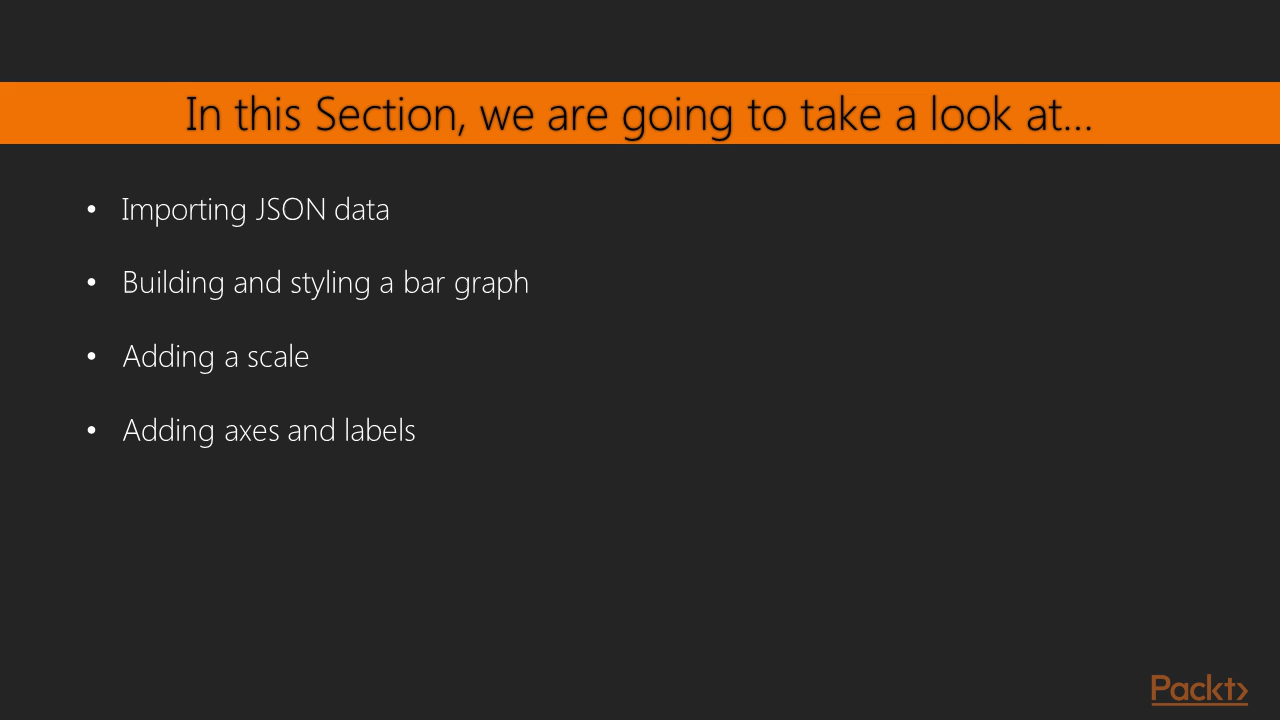 In this Section, we are going to take a look at...
• Importing JSON data
• Building and styling a bar graph
• Adding a scale
• Adding axes and labels
Packt>